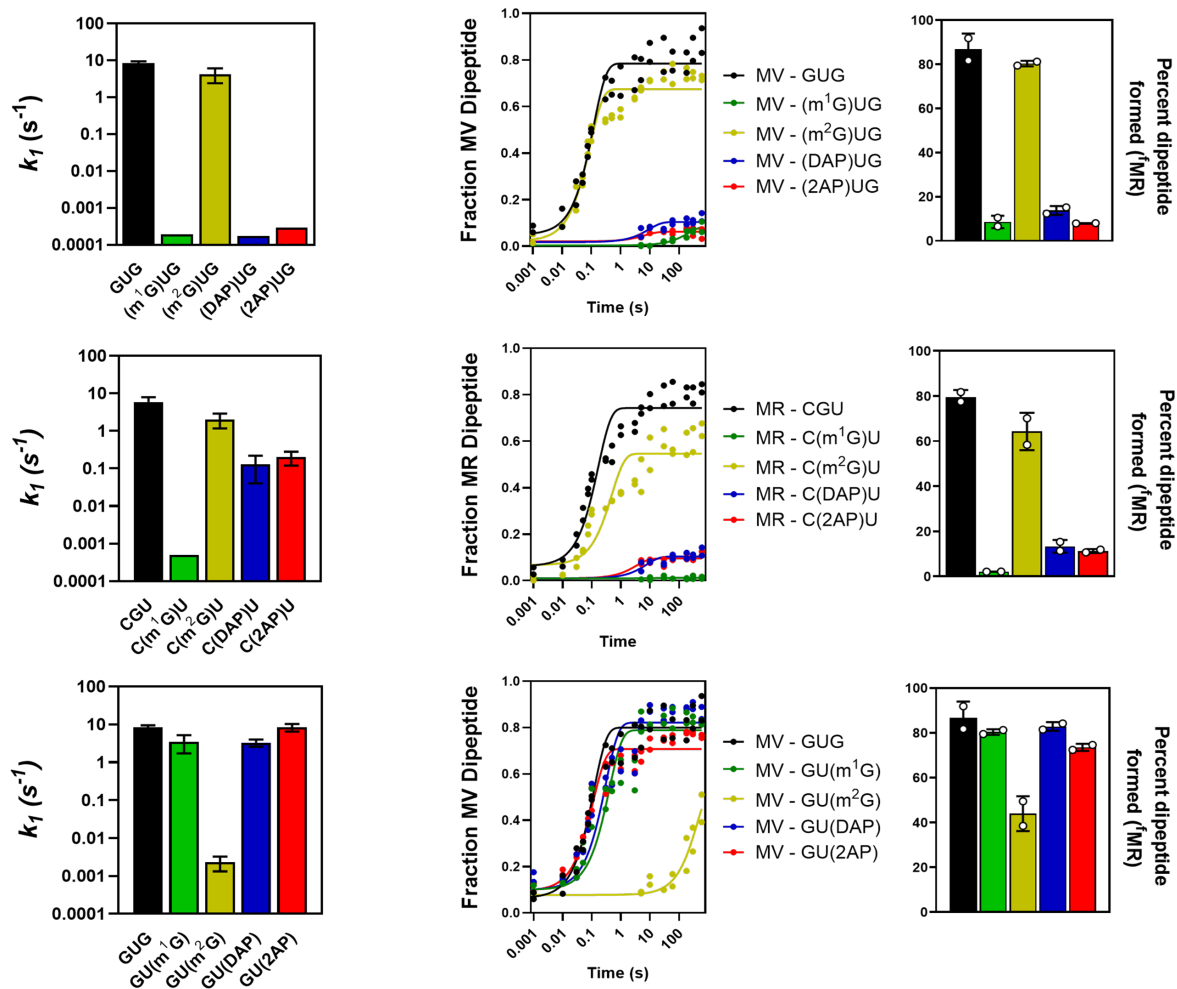 k₁ (s⁻¹)
100
10
1
0.1
0.01
0.001
0.0001
GUG
(m¹G)UG
(m²G)UG
(DAP)UG
(2AP)UG
Fraction MV Dipeptide
1.0
0.8
0.6
0.4
0.2
0.0
0.001
0.01
0.1
1
10
100
Time (s)
MV - GUG
MV - (m¹G)UG
MV - (m²G)UG
MV - (DAP)UG
MV - (2AP)UG
100
80
60
40
20
0
Percent dipeptide
formed (ᶠMR)
k₁ (s⁻¹)
100
10
1
0.1
0.01
0.001
0.0001
CGU
C(m¹G)U
C(m²G)U
C(DAP)U
C(2AP)U
Fraction MR Dipeptide
1.0
0.8
0.6
0.4
0.2
0.0
0.001
0.01
0.1
1
10
100
Time
MR - CGU
MR - C(m¹G)U
MR - C(m²G)U
MR - C(DAP)U
MR - C(2AP)U
100
80
60
40
20
0
Percent dipeptide
formed (ᶠMR)
k₁ (s⁻¹)
100
10
1
0.1
0.01
0.001
0.0001
GUG
GU(m¹G)
GU(m²G)
GU(DAP)
GU(2AP)
Fraction MV Dipeptide
1.0
0.8
0.6
0.4
0.2
0.0
0.001
0.01
0.1
1
10
100
Time (s)
MV - GUG
MV - GU(m¹G)
MV - GU(m²G)
MV - GU(DAP)
MV - GU(2AP)
100
80
60
40
20
0
Percent dipeptide
formed (ᶠMR)